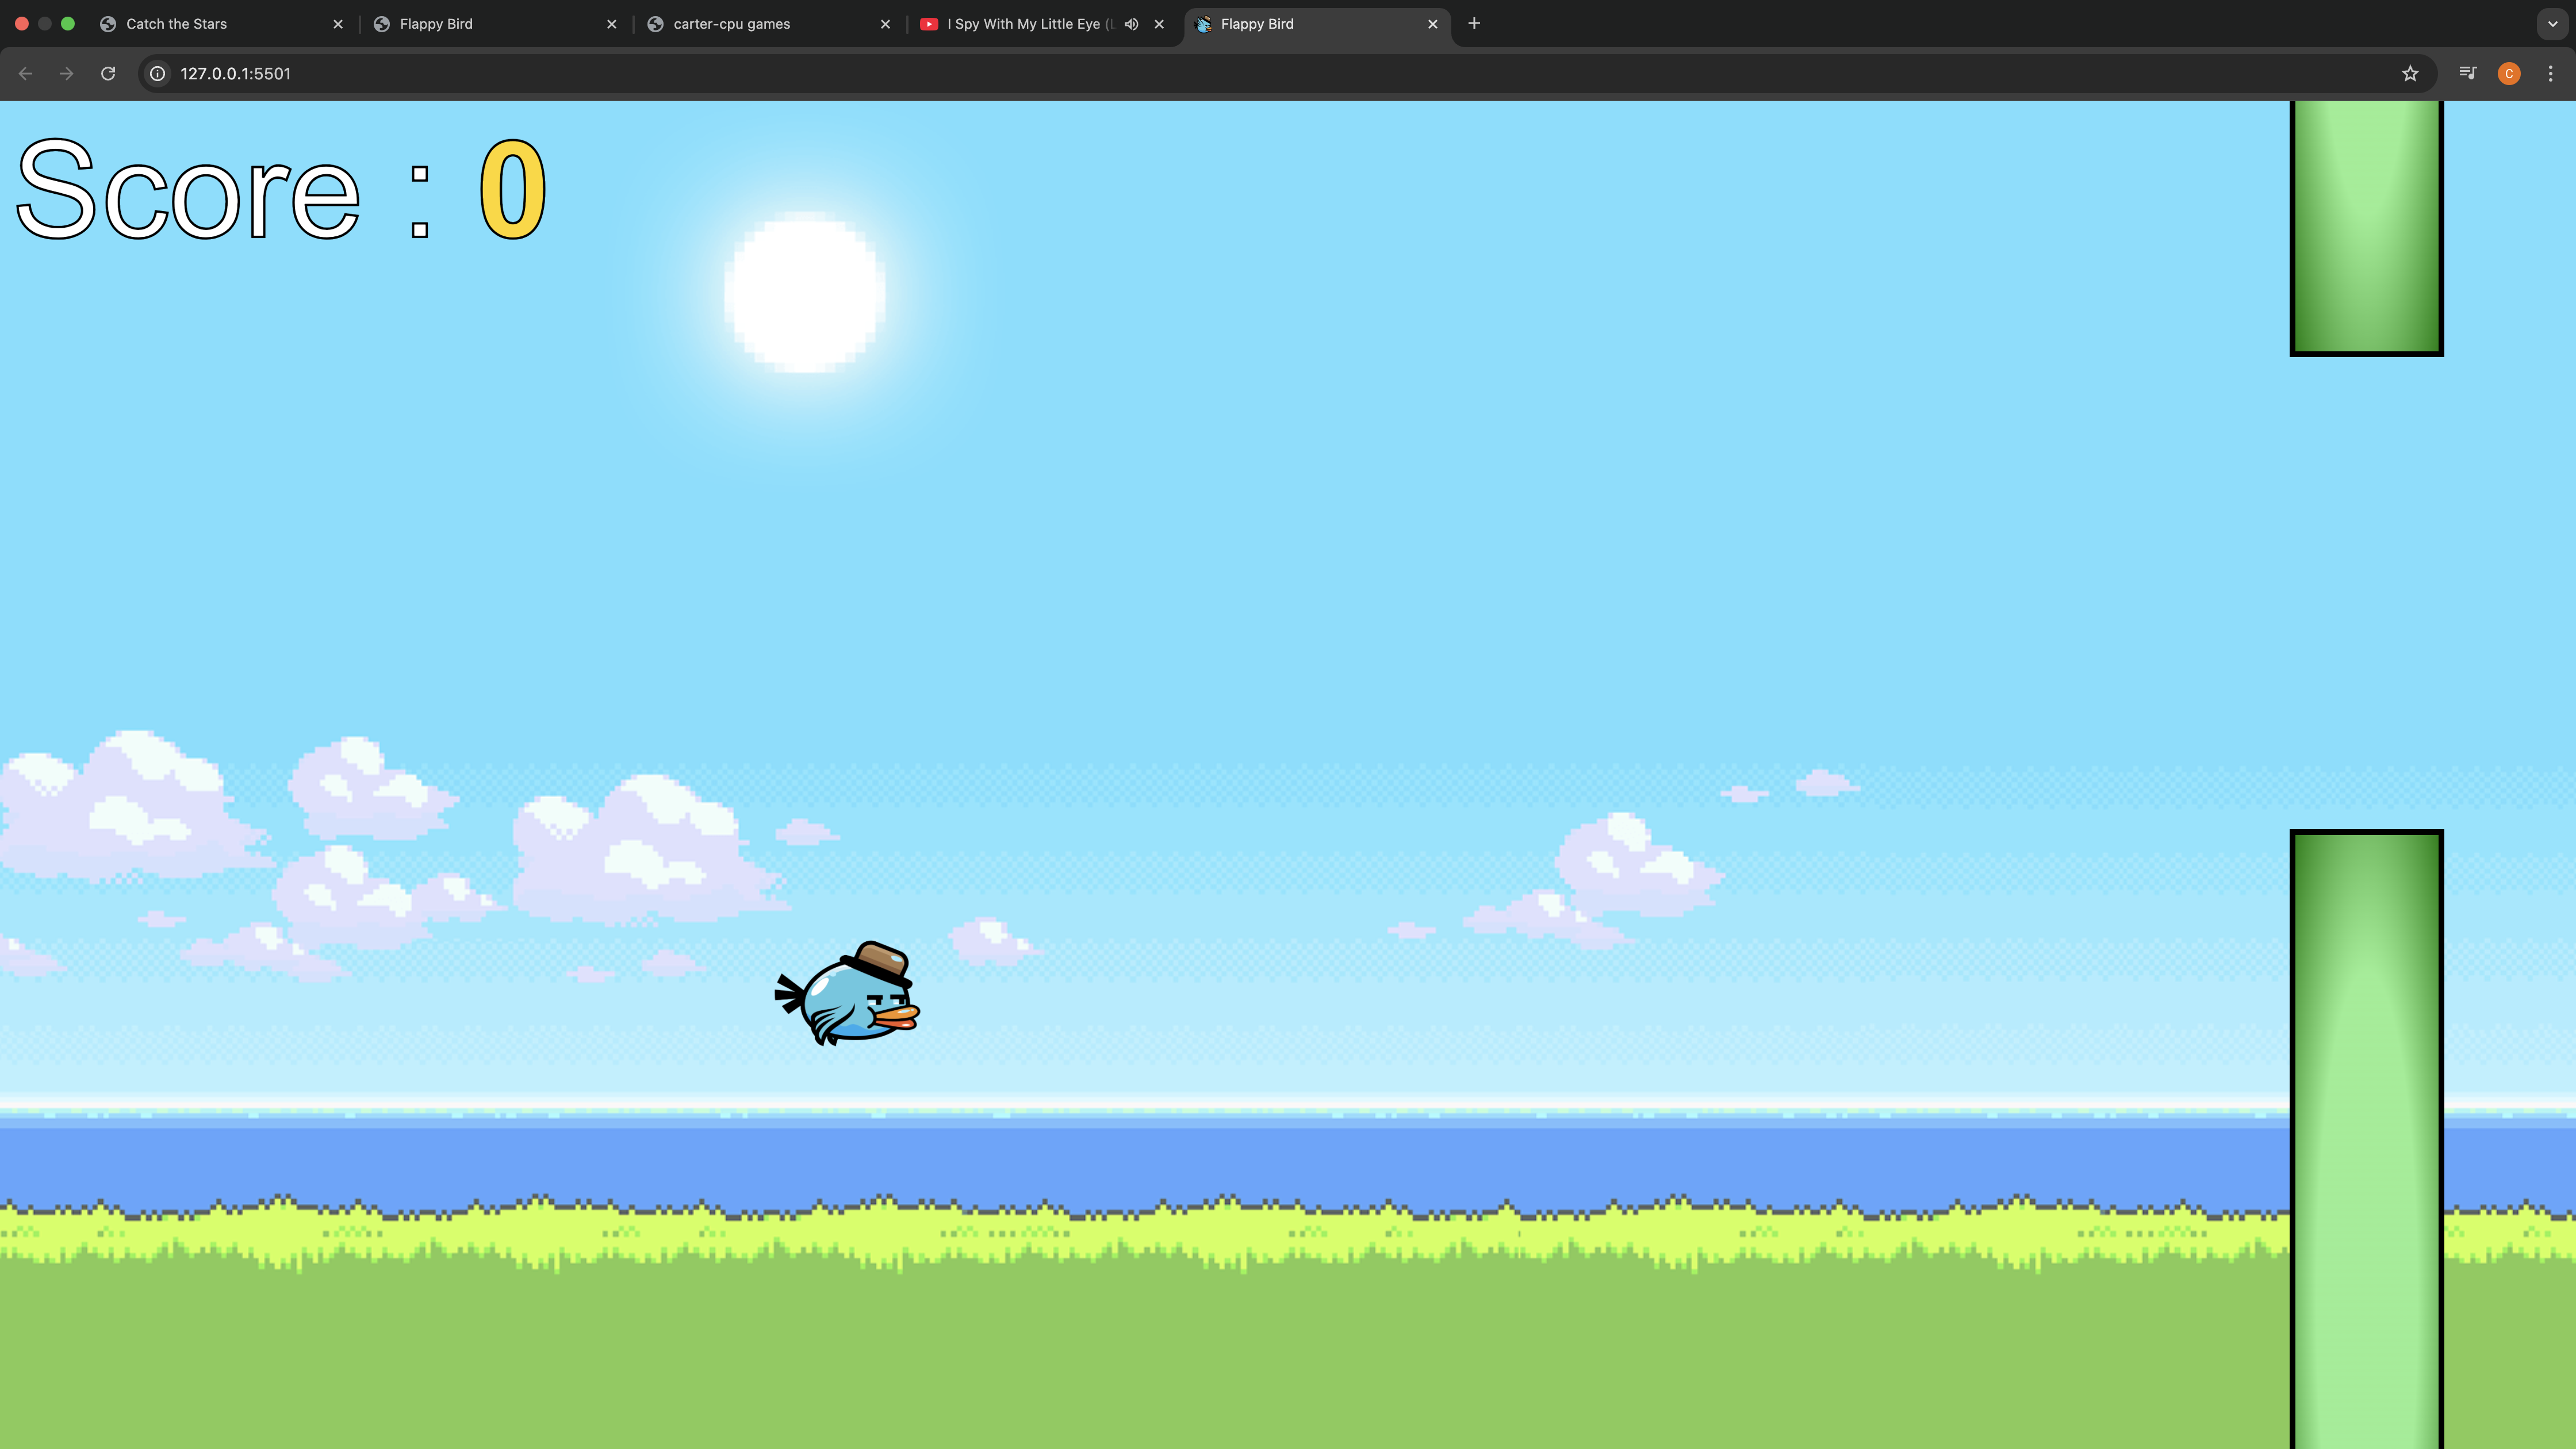 Catch the Stars
Flappy Bird
carter-cpu games
I Spy With My Little Eye
Flappy Bird
127.0.0.1:5501
C
Score : 0